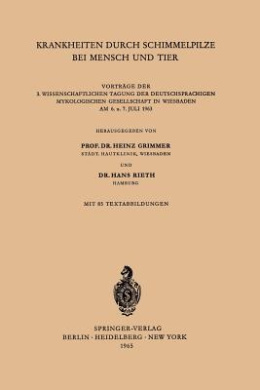 KRANKHEITEN DURCH SCHIMMELPILZE
BEI MENSCH UND TIER
VORTRÄGE DER
3. WISSENSCHAFTLICHEN TAGUNG DER DEUTSCHSPRACHIGEN
MYKOLOGISCHEN GESELLSCHAFT IN WIESBADEN
AM 6. u. 7. JULI 1963
HERAUSGEGEBEN VON
PROF. DR. HEINZ GRIMMER
STÄDT. HAUTKLINIK, WIESBADEN
UND
DR. HANS RIETH
HAMBURG
MIT 85 TEXTABBILDUNGEN
SPRINGER-VERLAG
BERLIN · HEIDELBERG · NEW YORK
1965